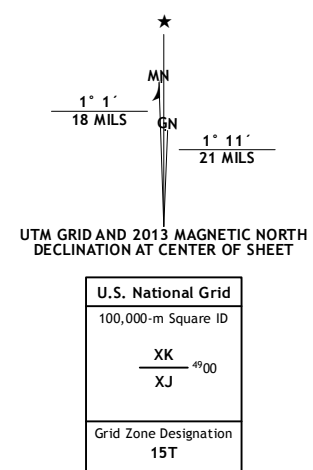 ★
MN
1° 1´
18 MILS
GN
1° 11´
21 MILS
UTM GRID AND 2013 MAGNETIC NORTH
DECLINATION AT CENTER OF SHEET
U.S. National Grid
100,000-m Square ID
XK
4900
XJ
Grid Zone Designation
15T